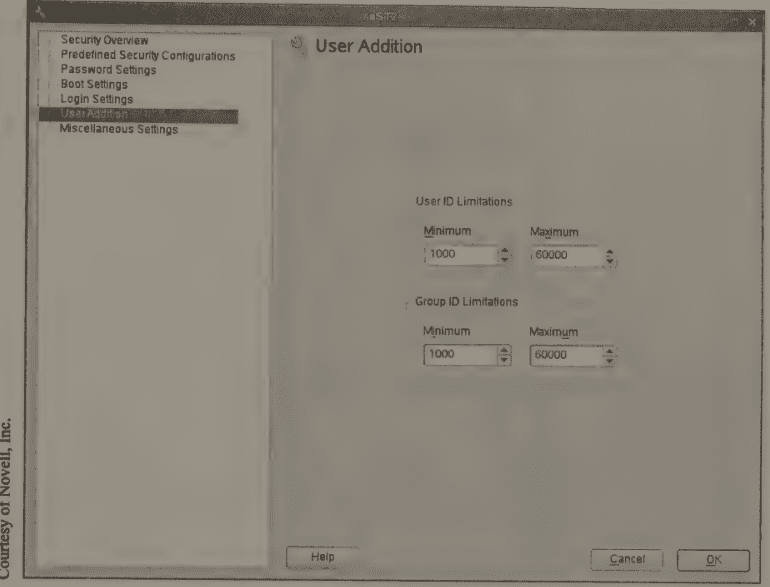 YaST2
Security Overview
Predefined Security Configurations
Password Settings
Boot Settings
Login Settings
User Addition
Miscellaneous Settings
User Addition
User ID Limitations
Minimum
Maximum
1000
60000
Group ID Limitations
Minimum
Maximum
1000
60000
Help
Cancel
OK
Courtesy of Novell, Inc.